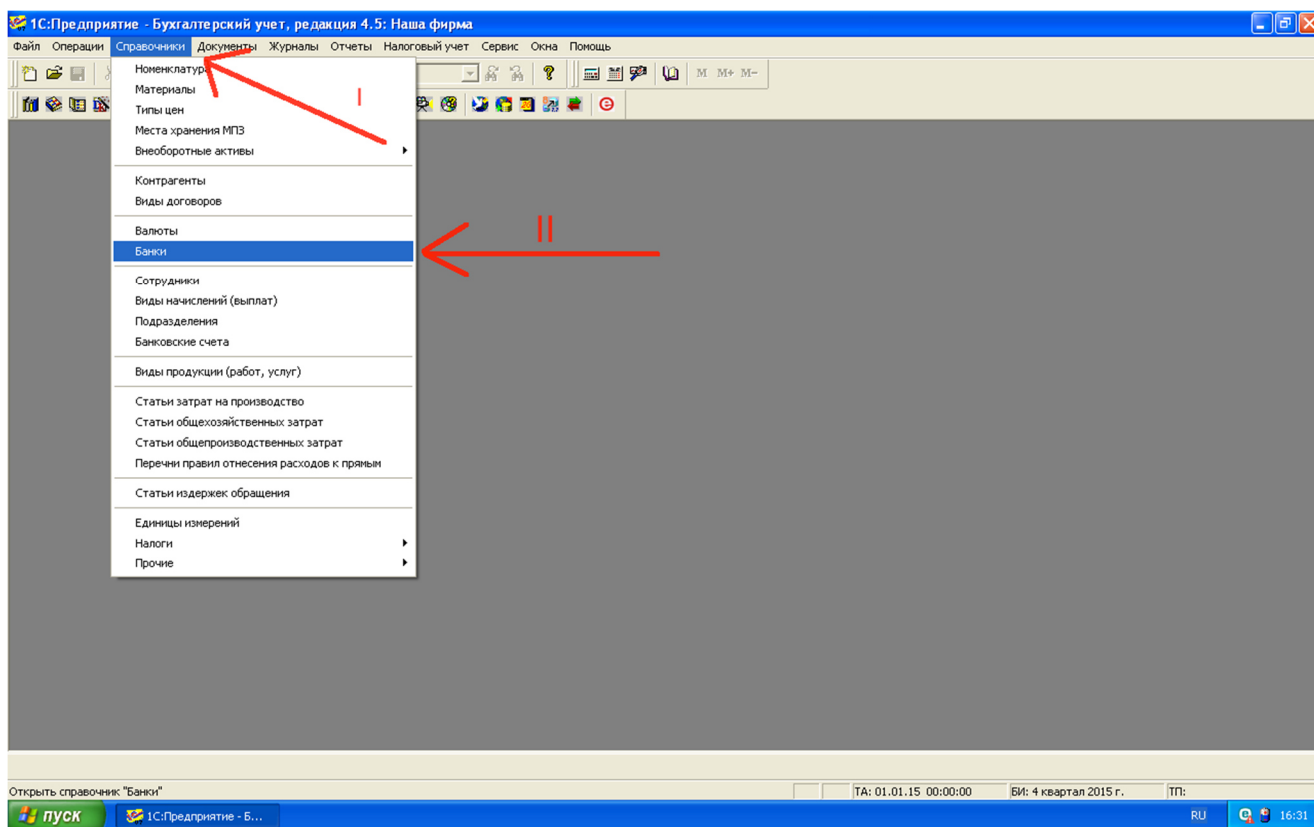 1С:Предприятие - Бухгалтерский учет, редакция 4.5: Наша фирма
Файл Операции Справочники Документы Журналы Отчеты Налоговый учет Сервис Окна Помощь
M M+ M-
I
Номенклатура
Материалы
Типы цен
Места хранения МПЗ
Внеоборотные активы
Контрагенты
Виды договоров
Валюты
Банки
II
Сотрудники
Виды начислений (выплат)
Подразделения
Банковские счета
Виды продукции (работ, услуг)
Статьи затрат на производство
Статьи общехозяйственных затрат
Статьи общепроизводственных затрат
Перечни правил отнесения расходов к прямым
Статьи издержек обращения
Единицы измерений
Налоги
Прочие
Открыть справочник "Банки" ТА: 01.01.15 00:00:00 БИ: 4 квартал 2015 г. ТП:
пуск 1С:Предприятие - Б... RU 16:31